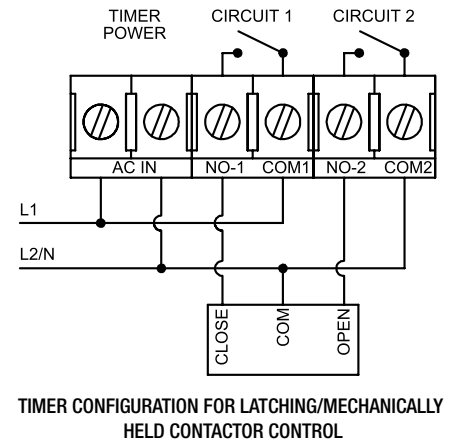 TIMER
POWER
CIRCUIT 1
CIRCUIT 2
AC IN
NO-1
COM1
NO-2
COM2
L1
L2/N
CLOSE
COM
OPEN
TIMER CONFIGURATION FOR LATCHING/MECHANICALLY
HELD CONTACTOR CONTROL